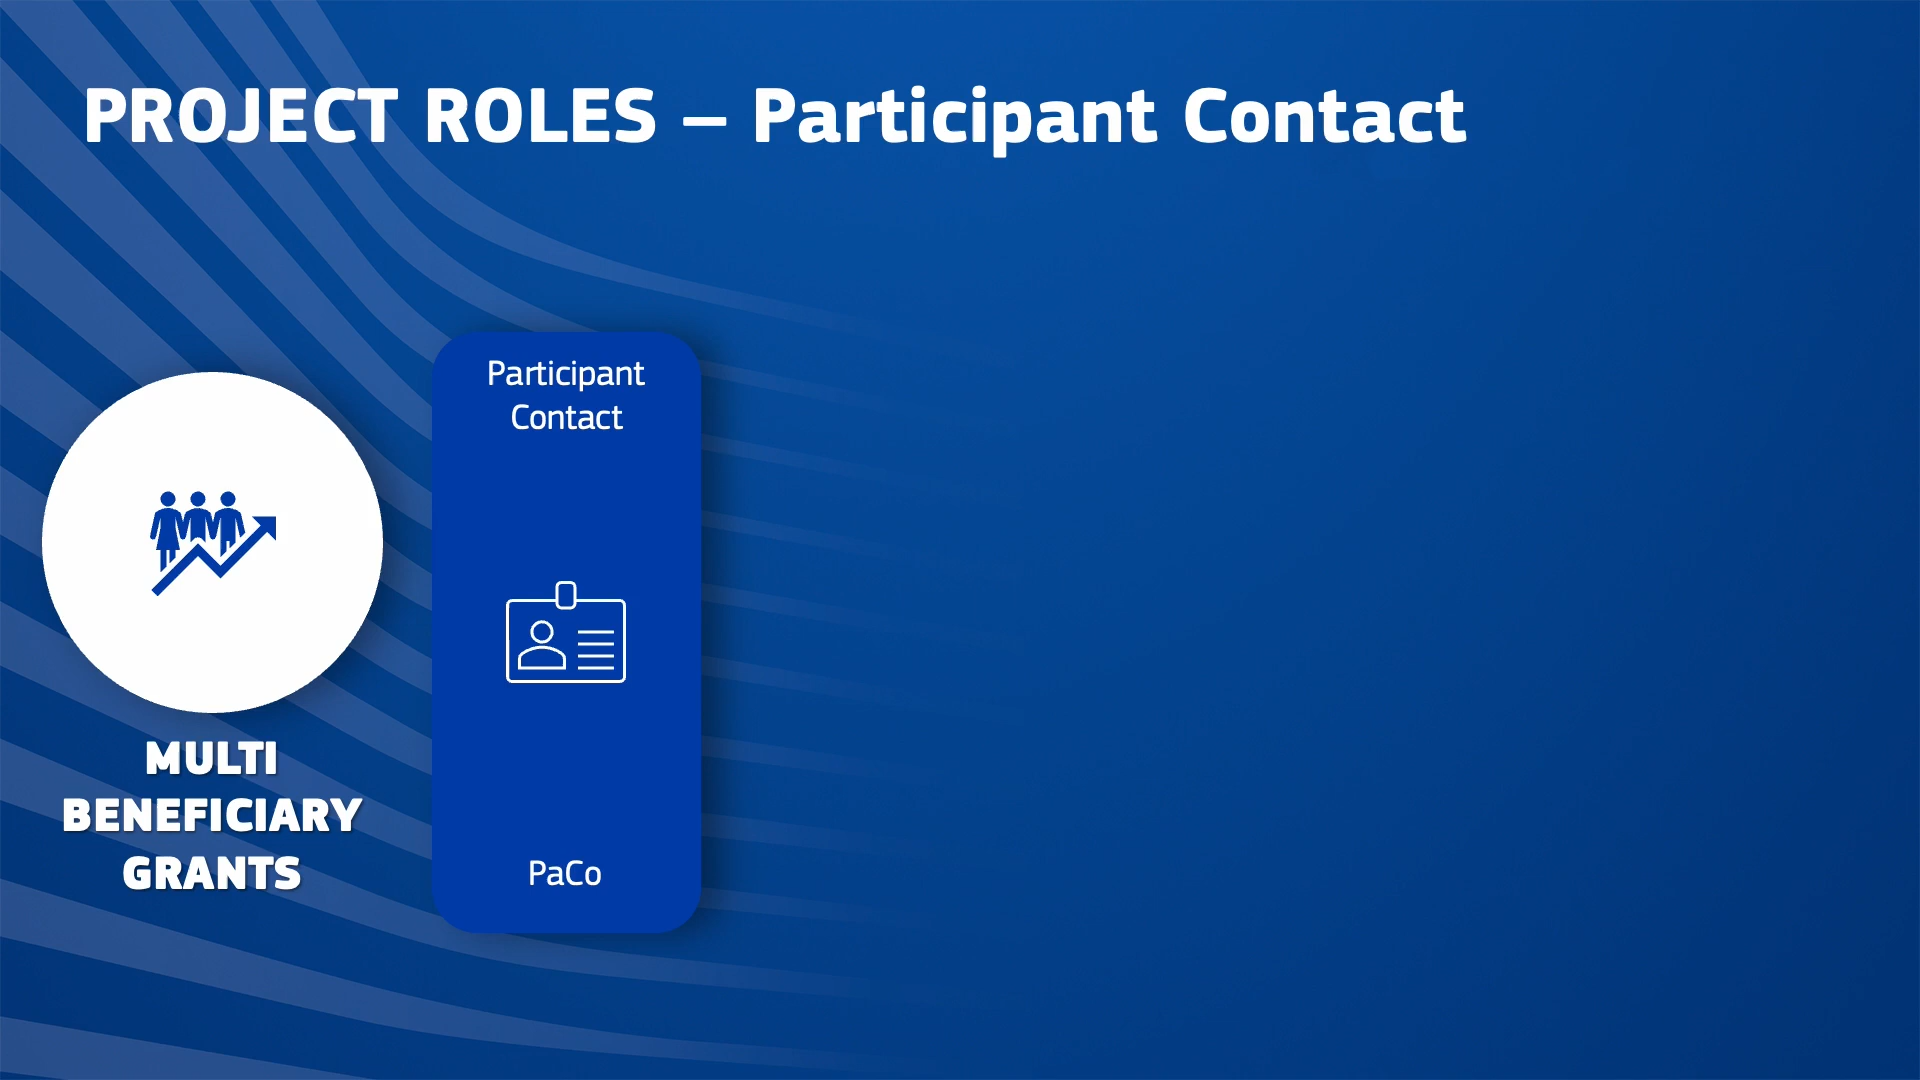 PROJECT ROLES – Participant Contact
Participant
Contact
PaCo
MULTI
BENEFICIARY
GRANTS